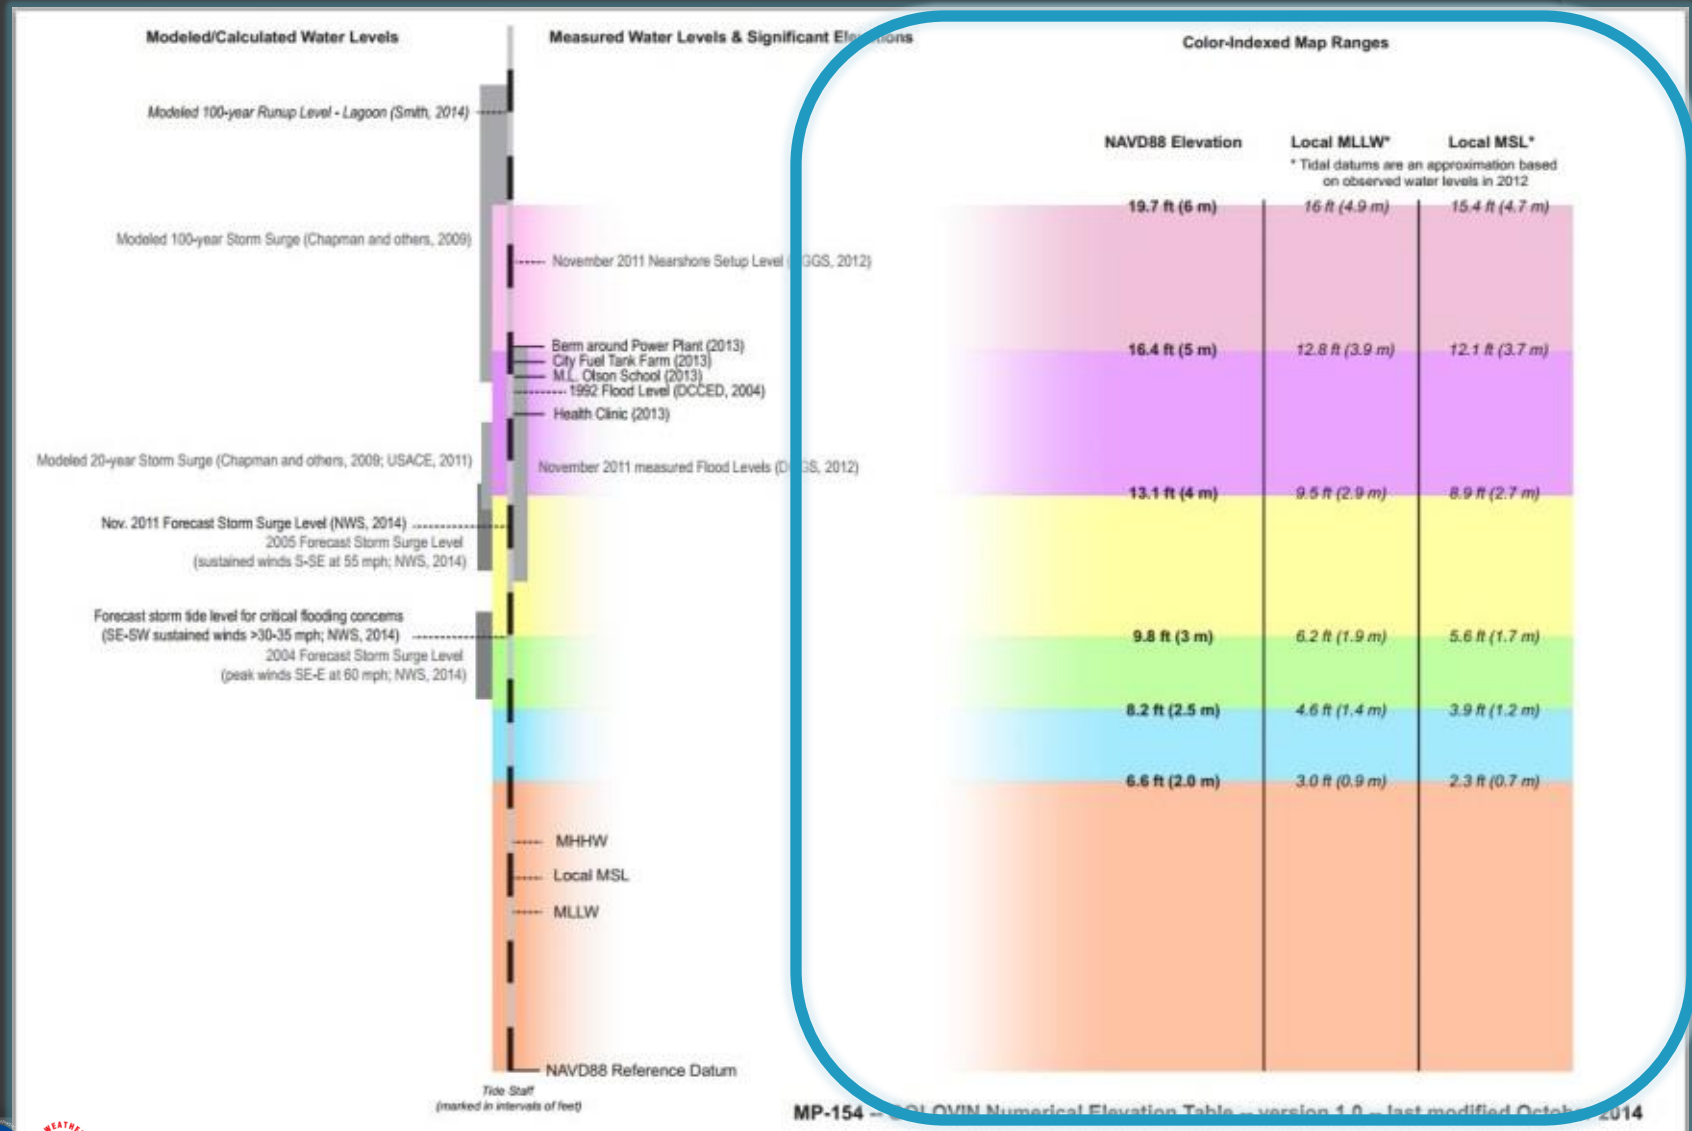 Modeled/Calculated Water Levels
Measured Water Levels & Significant
Color-Indexed Map Ranges
Modeled 100-year Runup Level - Lagoon (Smith, 2014)
NAVD88 Elevation
Local MLLW*
Local MSL*
* Tidal datums are an approximation based
on observed water levels in 2012
19.7 ft (6 m)
16 ft (4.9 m)
15.4 ft (4.7 m)
Modeled 100-year Storm Surge (Chapman and others, 2009)
November 2011 Nearshore Setup Level GGS, 2012)
Berm around Power Plant (2013)
16.4 ft (5 m)
12.8 ft (3.9 m)
12.1 ft (3.7 m)
City Fuel Tank Farm (2013)
M.L. Olson School (2013)
1992 Flood Level (DCCED, 2004)
Health Clinic (2013)
Modeled 20-year Storm Surge (Chapman and others, 2009; USACE, 2011)
November 2011 measured Flood Levels (D GS, 2012)
13.1 ft (4 m)
9.5 ft (2.9 m)
8.9 ft (2.7 m)
Nov. 2011 Forecast Storm Surge Level (NWS, 2014)
2005 Forecast Storm Surge Level
(sustained winds S-SE at 55 mph; NWS, 2014)
Forecast storm tide level for critical flooding concerns
(SE-SW sustained winds >30-35 mph; NWS, 2014)
9.8 ft (3 m)
6.2 ft (1.9 m)
5.6 ft (1.7 m)
2004 Forecast Storm Surge Level
(peak winds SE-E at 60 mph; NWS, 2014)
8.2 ft (2.5 m)
4.6 ft (1.4 m)
3.9 ft (1.2 m)
6.6 ft (2.0 m)
3.0 ft (0.9 m)
2.3 ft (0.7 m)
MHHW
Local MSL
MLLW
NAVD88 Reference Datum
Tide Staff
(marked in intervals of feet)
MP-154 -- GOLOVIN Numerical Elevation Table -- version 1.0 -- last modified October 2014
WEATHE